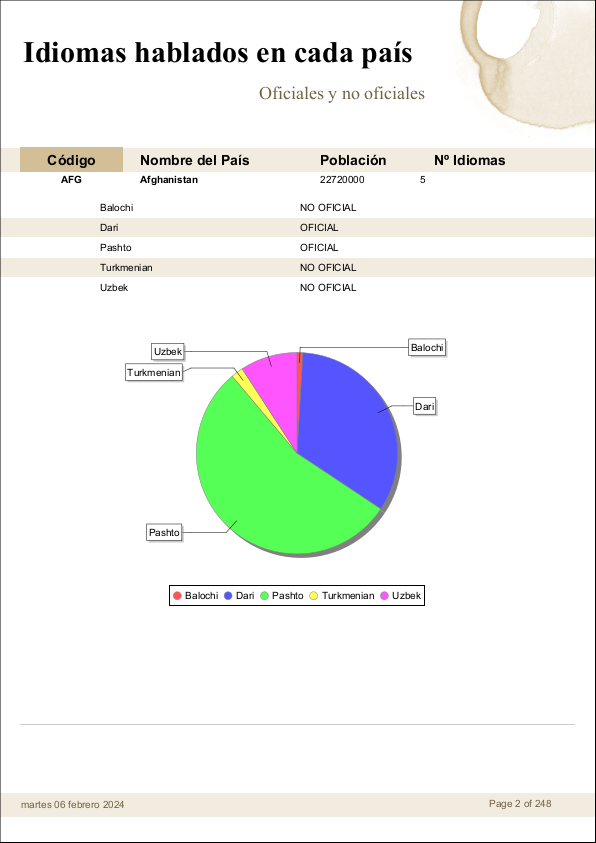 Idiomas hablados en cada país
Oficiales y no oficiales
Código Nombre del País Población Nº Idiomas
AFG Afghanistan 22720000 5
Balochi NO OFICIAL
Dari OFICIAL
Pashto OFICIAL
Turkmenian NO OFICIAL
Uzbek NO OFICIAL
Balochi
Uzbek
Turkmenian
Dari
Pashto
Balochi Dari Pashto Turkmenian Uzbek
martes 06 febrero 2024 Page 2 of 248